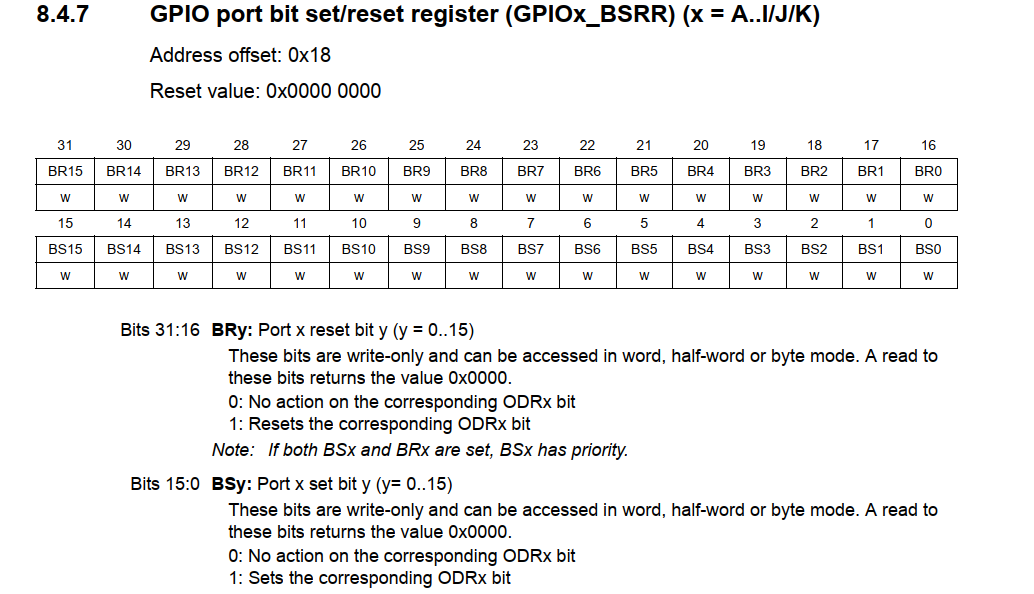 8.4.7 GPIO port bit set/reset register (GPIOx_BSRR) (x = A..I/J/K)
Address offset: 0x18
Reset value: 0x0000 0000
31 30 29 28 27 26 25 24 23 22 21 20 19 18 17 16
BR15 BR14 BR13 BR12 BR11 BR10 BR9 BR8 BR7 BR6 BR5 BR4 BR3 BR2 BR1 BR0
w w w w w w w w w w w w w w w w
15 14 13 12 11 10 9 8 7 6 5 4 3 2 1 0
BS15 BS14 BS13 BS12 BS11 BS10 BS9 BS8 BS7 BS6 BS5 BS4 BS3 BS2 BS1 BS0
w w w w w w w w w w w w w w w w
Bits 31:16 BRy: Port x reset bit y (y = 0..15)
These bits are write-only and can be accessed in word, half-word or byte mode. A read to
these bits returns the value 0x0000.
0: No action on the corresponding ODRx bit
1: Resets the corresponding ODRx bit
Note: If both BSx and BRx are set, BSx has priority.
Bits 15:0 BSy: Port x set bit y (y= 0..15)
These bits are write-only and can be accessed in word, half-word or byte mode. A read to
these bits returns the value 0x0000.
0: No action on the corresponding ODRx bit
1: Sets the corresponding ODRx bit